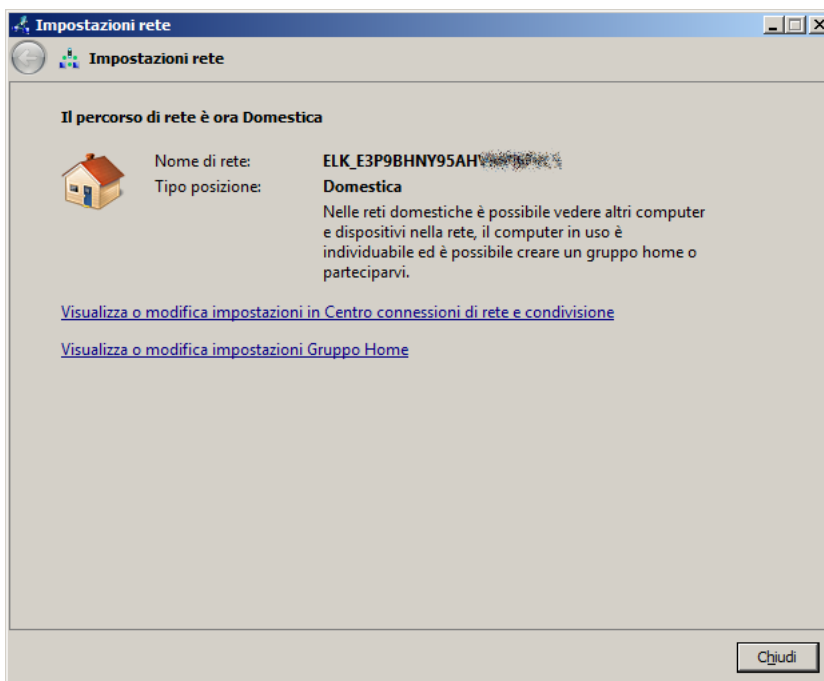 Impostazioni rete
Impostazioni rete
Il percorso di rete è ora Domestica
Nome di rete: ELK_E3P9BHNY95AH
Tipo posizione: Domestica
Nelle reti domestiche è possibile vedere altri computer
e dispositivi nella rete, il computer in uso è
individuabile ed è possibile creare un gruppo home o
parteciparvi.
Visualizza o modifica impostazioni in Centro connessioni di rete e condivisione
Visualizza o modifica impostazioni Gruppo Home
Chiudi